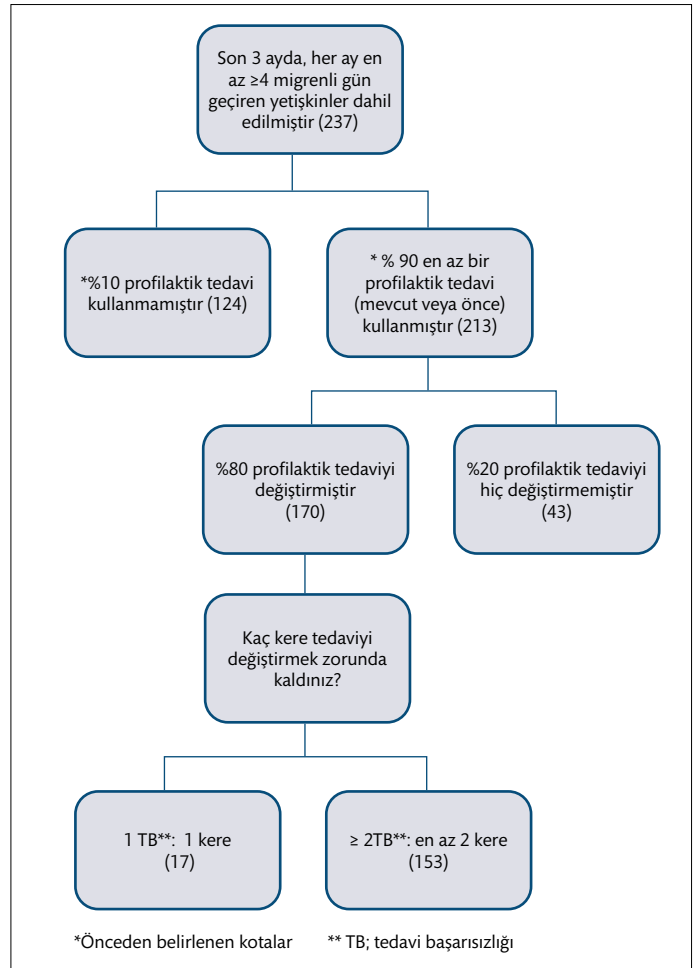 Son 3 ayda, her ay en
az ≥4 migrenli gün
geçiren yetişkinler dahil
edilmiştir (237)
*%10 profilaktik tedavi
kullanmamıştır (124)
* % 90 en az bir
profilaktik tedavi
(mevcut veya önce)
kullanmıştır (213)
%80 profilaktik tedaviyi
değiştirmiştir
(170)
%20 profilaktik tedaviyi
hiç değiştirmemiştir
(43)
Kaç kere tedaviyi
değiştirmek zorunda
kaldınız?
1 TB**: 1 kere
(17)
≥ 2TB**: en az 2 kere
(153)
*Önceden belirlenen kotalar
** TB; tedavi başarısızlığı